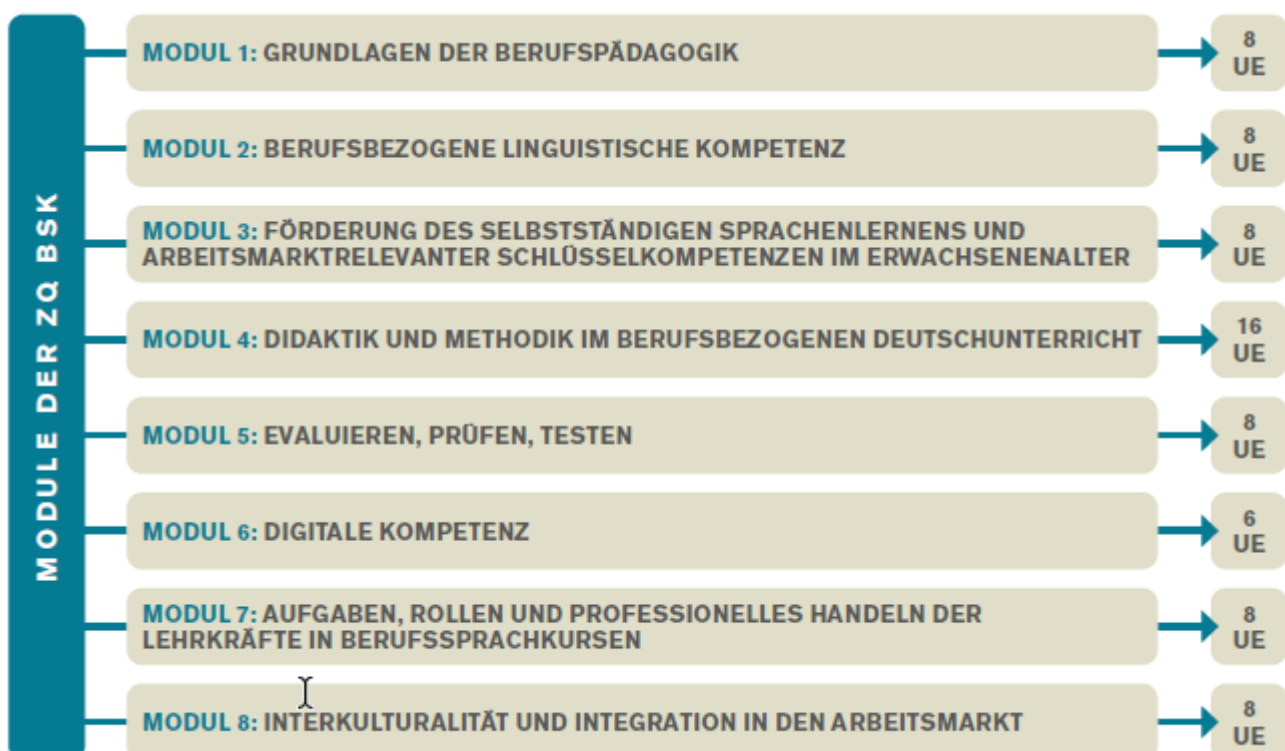 MODULE DER ZQ BSK
MODUL 1: GRUNDLAGEN DER BERUFSPÄDAGOGIK
8
UE
MODUL 2: BERUFSBEZOGENE LINGUISTISCHE KOMPETENZ
8
UE
MODUL 3: FÖRDERUNG DES SELBSTSTÄNDIGEN SPRACHENLERNENS UND
ARBEITSMARKTRELEVANTER SCHLÜSSELKOMPETENZEN IM ERWACHSENENALTER
8
UE
MODUL 4: DIDAKTIK UND METHODIK IM BERUFSBEZOGENEN DEUTSCHUNTERRICHT
16
UE
MODUL 5: EVALUIEREN, PRÜFEN, TESTEN
8
UE
MODUL 6: DIGITALE KOMPETENZ
6
UE
MODUL 7: AUFGABEN, ROLLEN UND PROFESSIONELLES HANDELN DER
LEHRKRÄFTE IN BERUFSSPRACHKURSEN
8
UE
MODUL 8: INTERKULTURALITÄT UND INTEGRATION IN DEN ARBEITSMARKT
8
UE